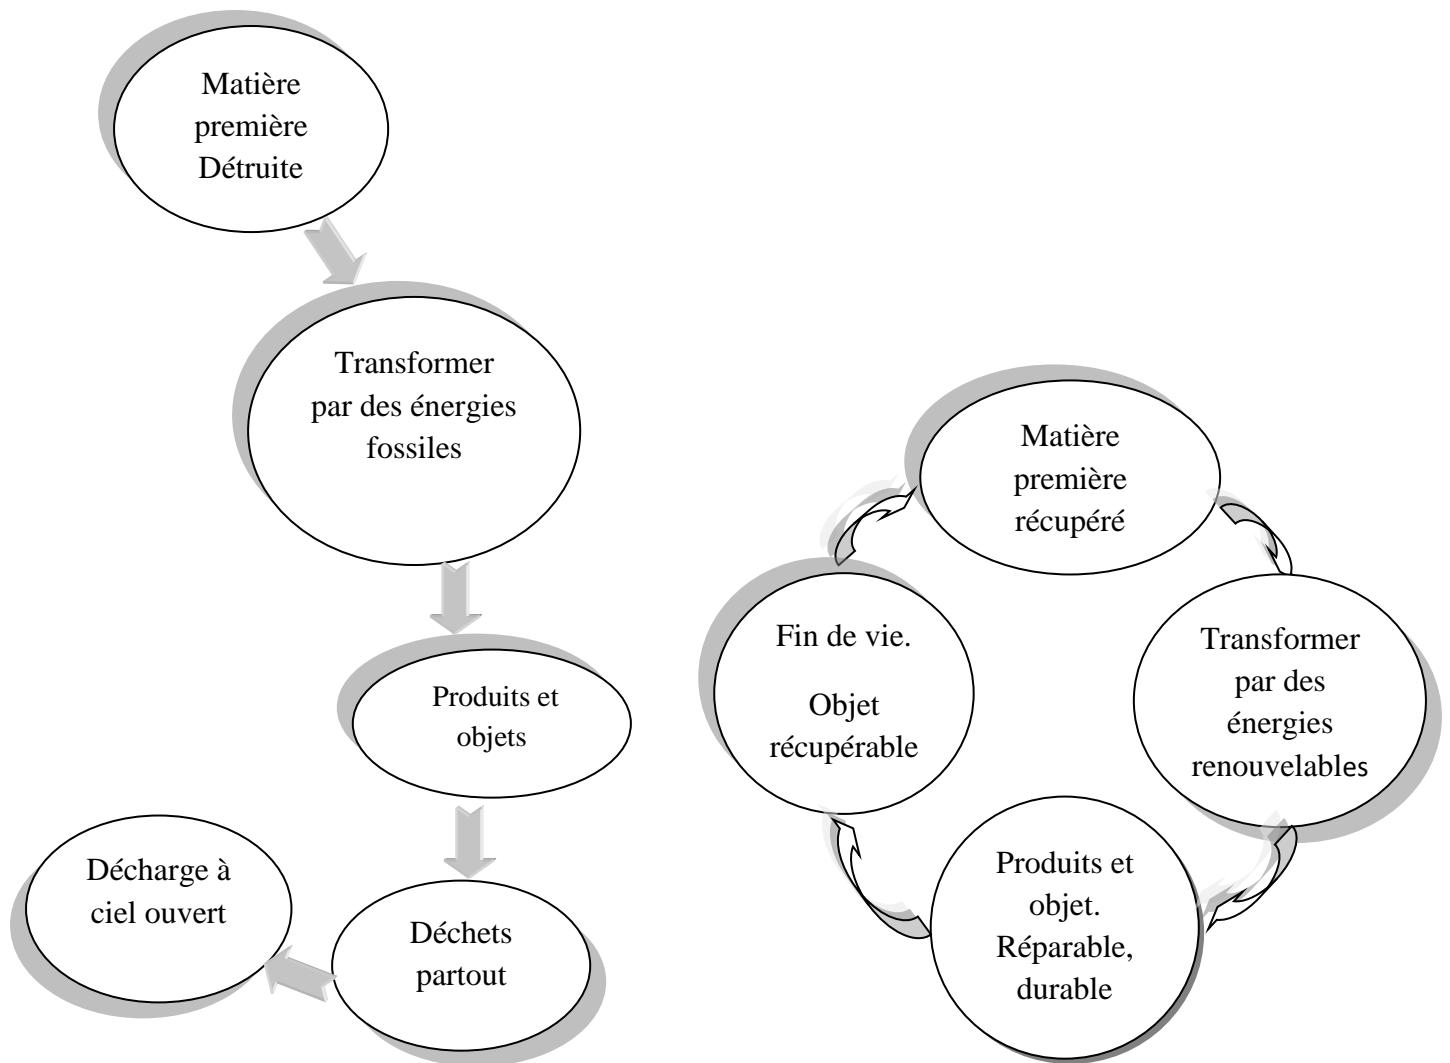 Matière
première
Détruite
Transformer
par des énergies
fossiles
Produits et
objets
Déchets
partout
Décharge à
ciel ouvert
Matière
première
récupéré
Transformer
par des
énergies
renouvelables
Produits et
objet.
Réparable,
durable
Fin de vie.
Objet
récupérable